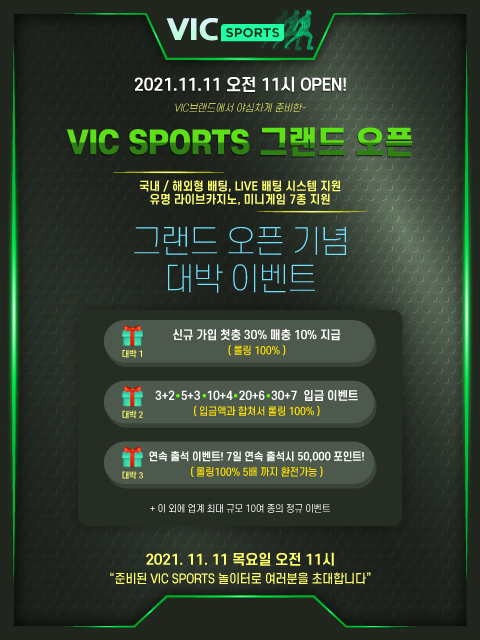 VIC SPORTS
2021.11.11 오전 11시 OPEN!
VIC브랜드에서 야심차게 준비한~
VIC SPORTS 그랜드 오픈
국내 / 해외형 배팅, LIVE 배팅 시스템 지원
유명 라이브카지노, 미니게임 7종 지원
그랜드 오픈 기념
대박 이벤트
신규 가입 첫충 30% 매충 10% 지급
대박 1
( 롤링 100% )
3+2•5+3•10+4•20+6•30+7 입금 이벤트
대박 2
( 입금액과 합쳐서 롤링 100% )
연속 출석 이벤트! 7일 연속 출석시 50,000 포인트!
대박 3
( 롤링100% 5배 까지 환전가능 )
+ 이 외에 업계 최대 규모 10여 종의 정규 이벤트
2021. 11. 11 목요일 오전 11시
“준비된 VIC SPORTS 놀이터로 여러분을 초대합니다”